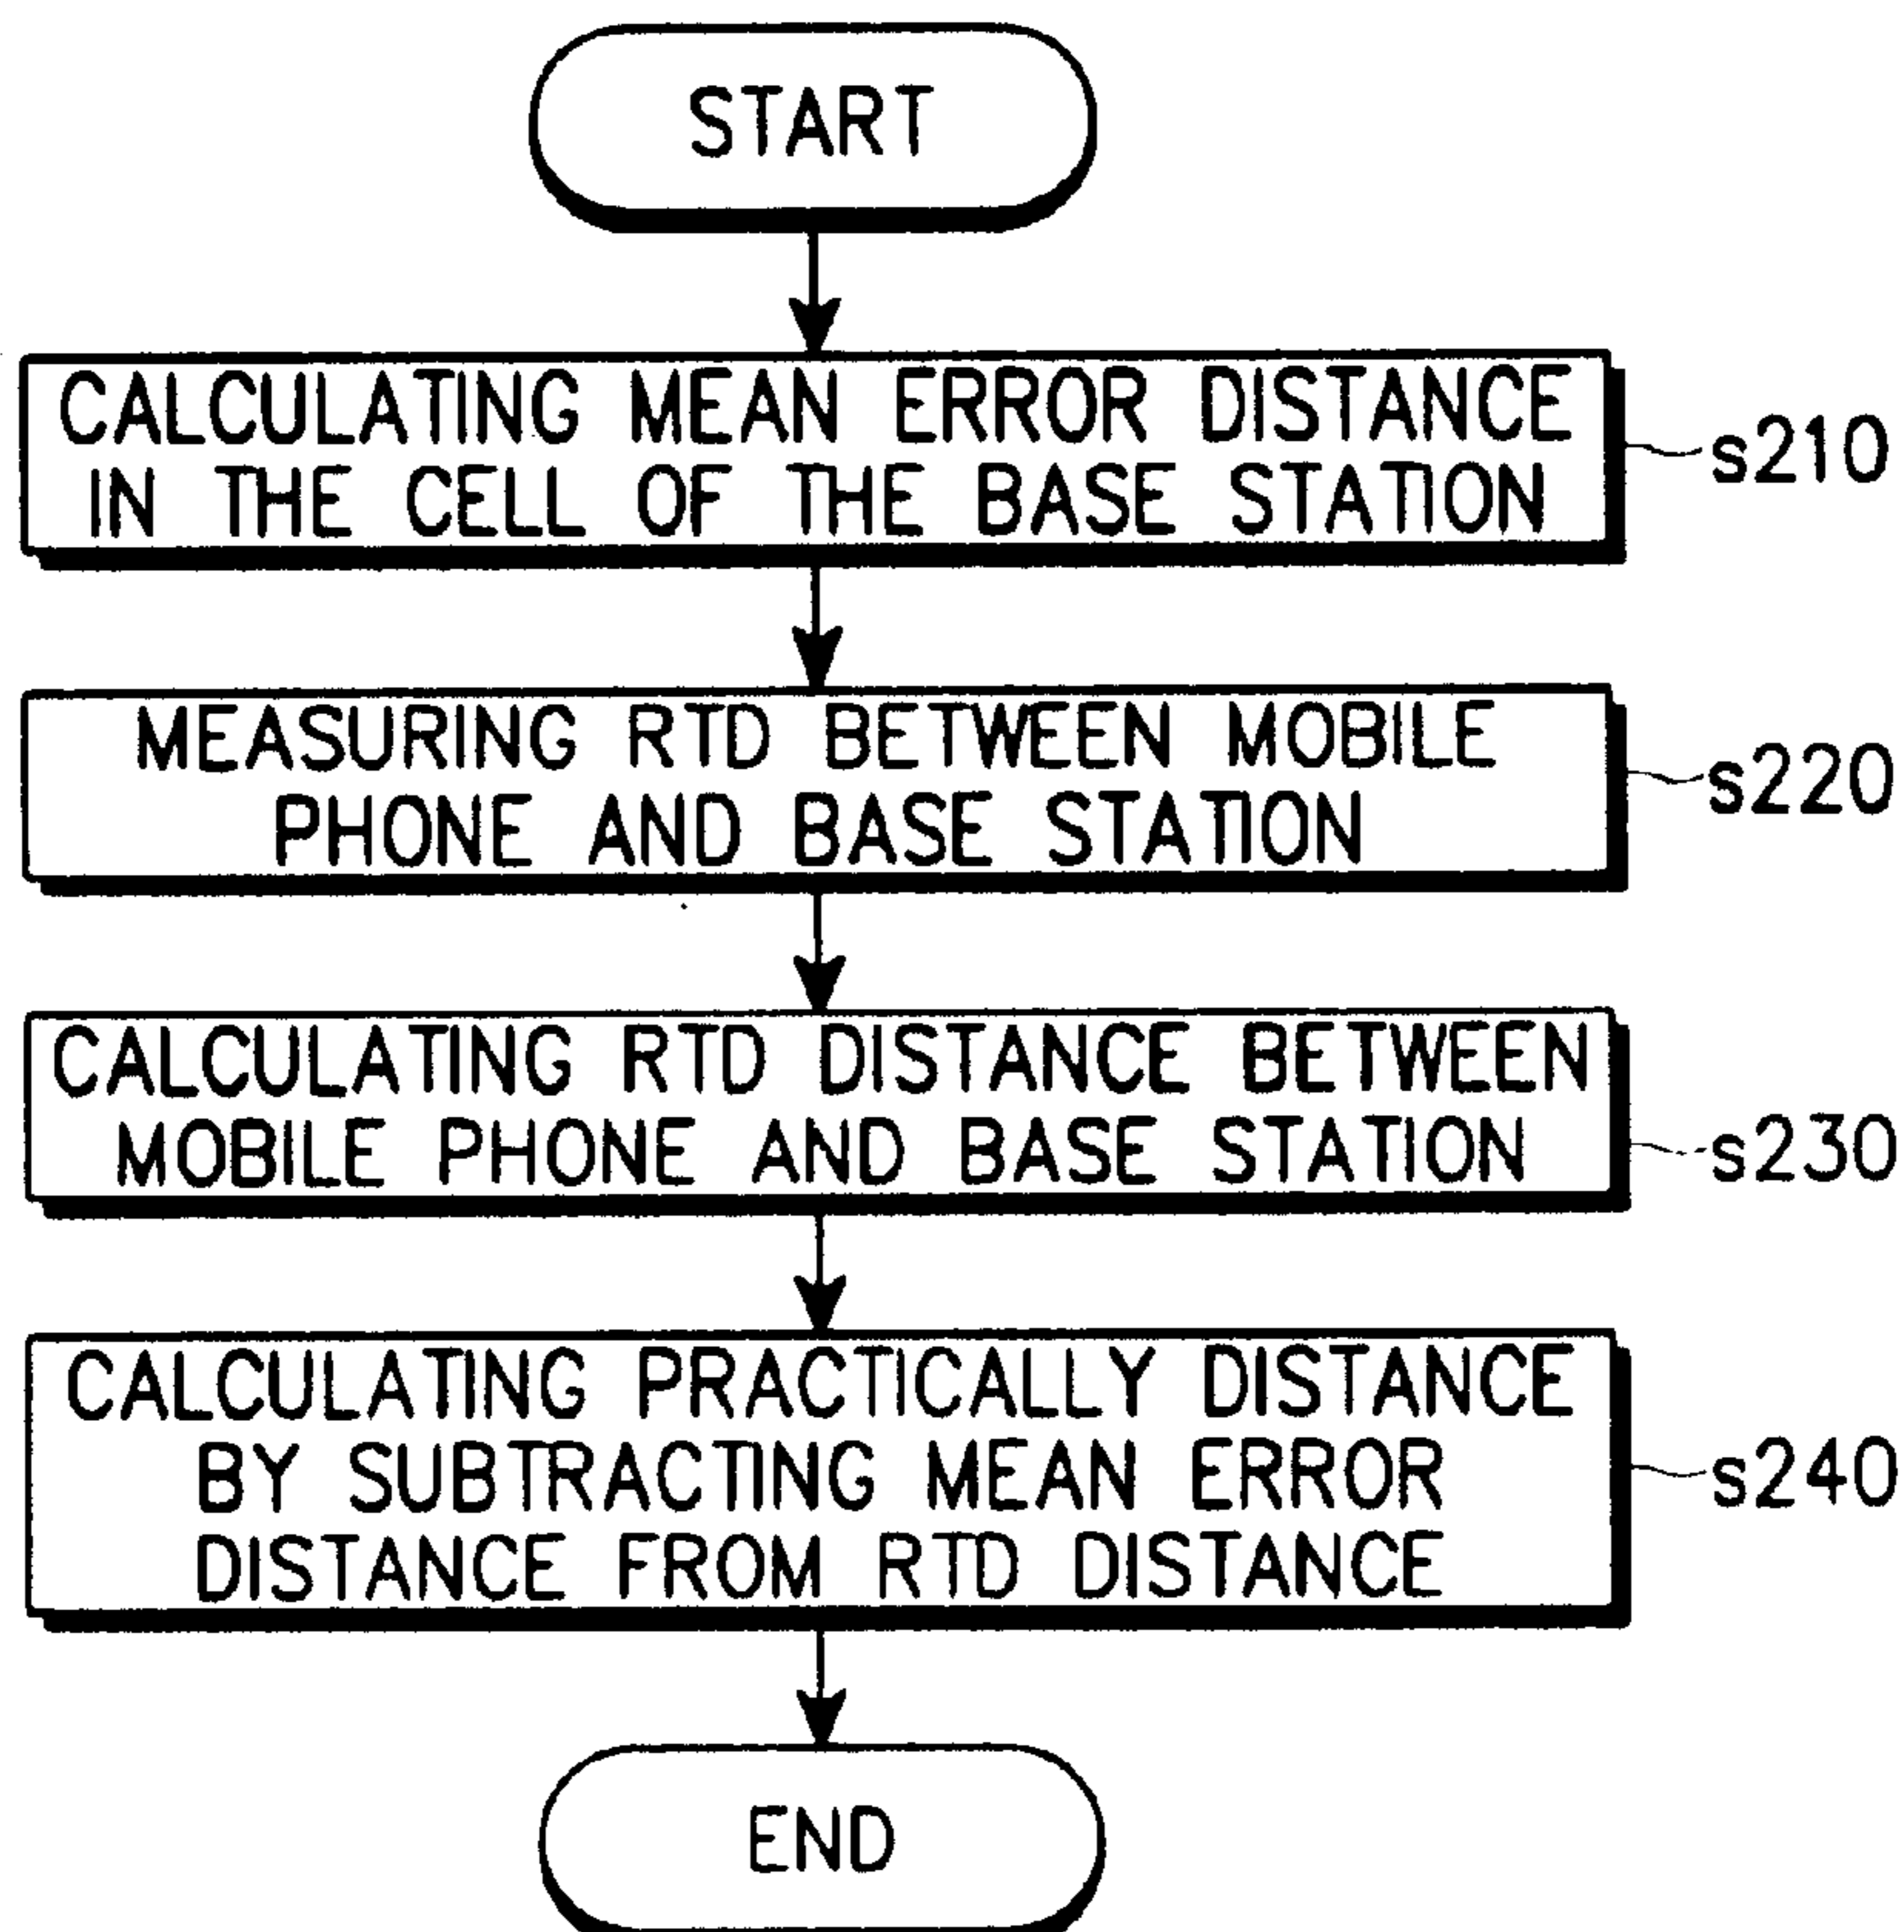 START
CALCULATING MEAN ERROR DISTANCE
IN THE CELL OF THE BASE STATION
s210
MEASURING RTD BETWEEN MOBILE
PHONE AND BASE STATION
s220
CALCULATING RTD DISTANCE BETWEEN
MOBILE PHONE AND BASE STATION
s230
CALCULATING PRACTICALLY DISTANCE
BY SUBTRACTING MEAN ERROR
DISTANCE FROM RTD DISTANCE
s240
END